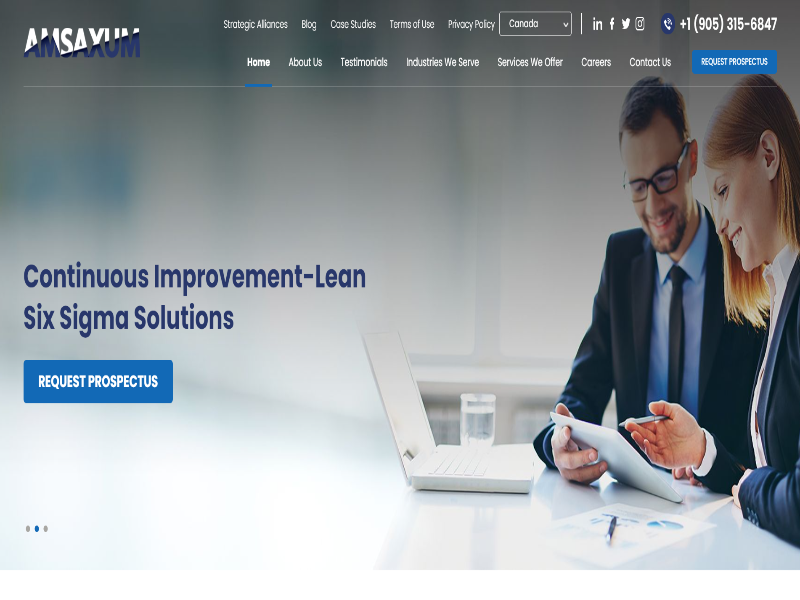 AMSAXUM
Strategic Alliances Blog Case Studies Terms of Use Privacy Policy Canada +1 (905) 315-6847
Home About Us Testimonials Industries We Serve Services We Offer Careers Contact Us REQUEST PROSPECTUS
Continuous Improvement-Lean
Six Sigma Solutions
REQUEST PROSPECTUS